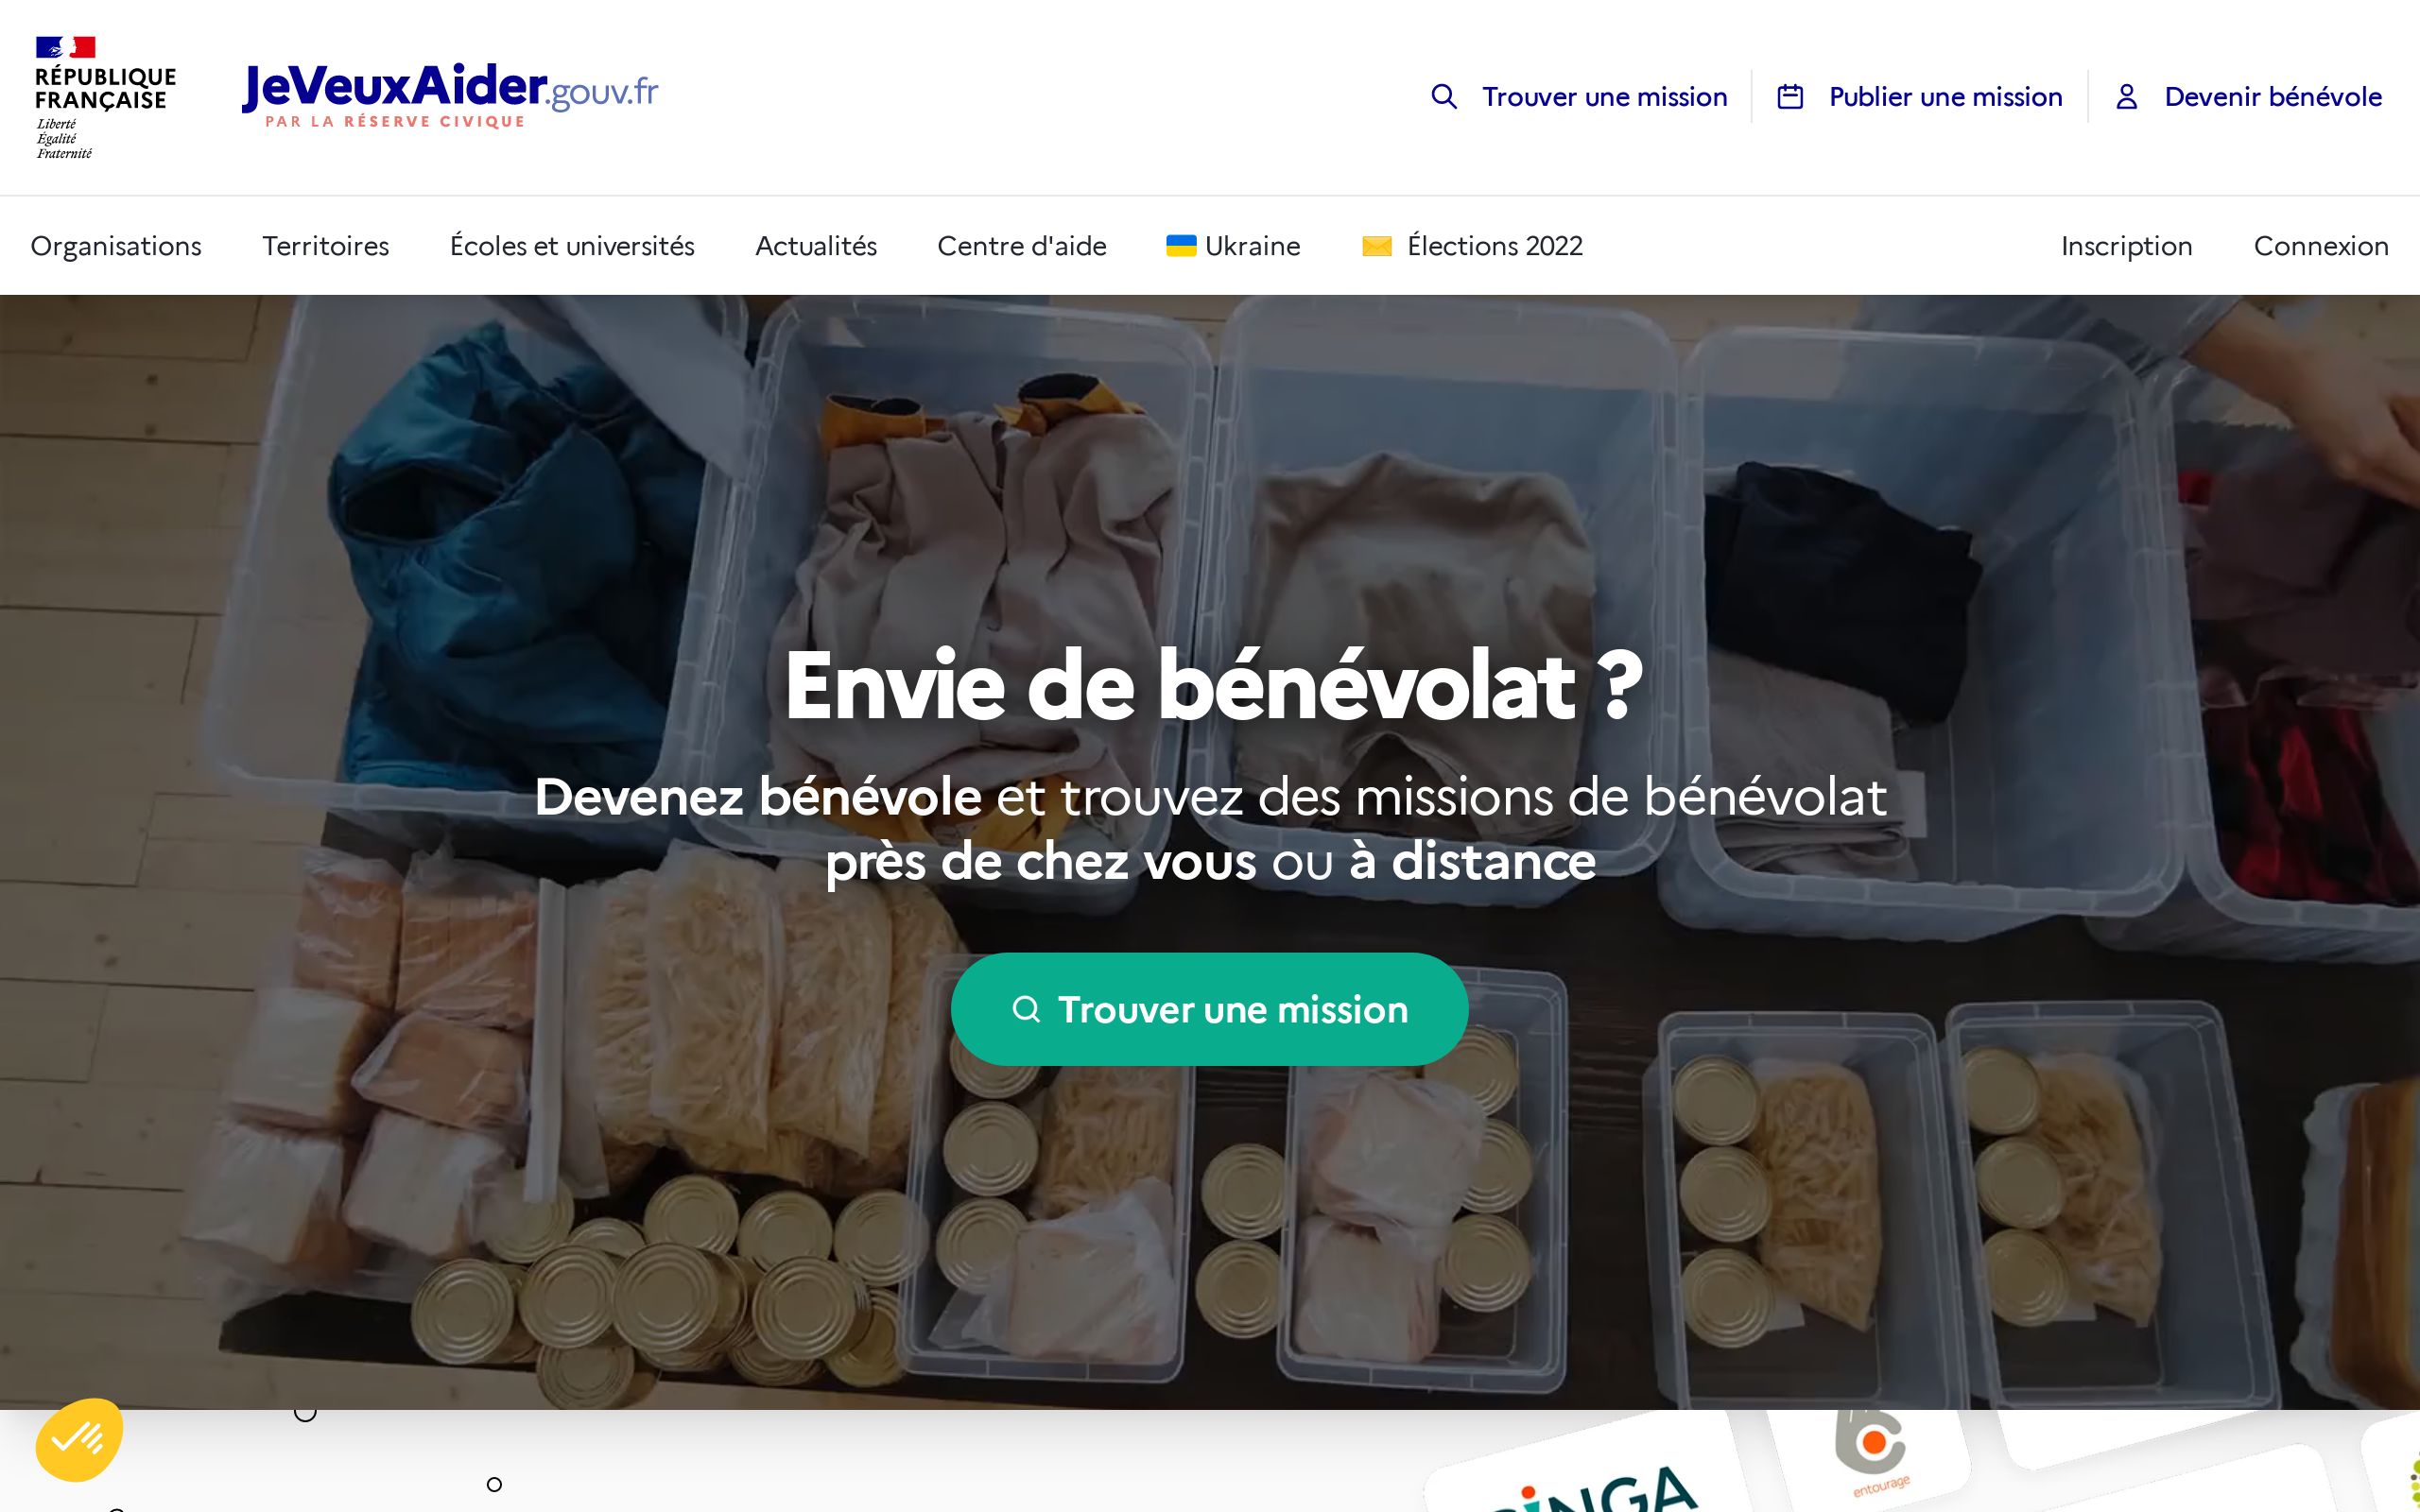 RÉPUBLIQUE
FRANÇAISE
Liberté
Égalité
Fraternité
JeVeuxAider.gouv.fr
PAR LA RÉSERVE CIVIQUE
Trouver une mission
Publier une mission
Devenir bénévole
Organisations
Territoires
Écoles et universités
Actualités
Centre d'aide
Ukraine
Élections 2022
Inscription
Connexion
Envie de bénévolat ?
Devenez bénévole et trouvez des missions de bénévolat
près de chez vous ou à distance
Trouver une mission
entourage